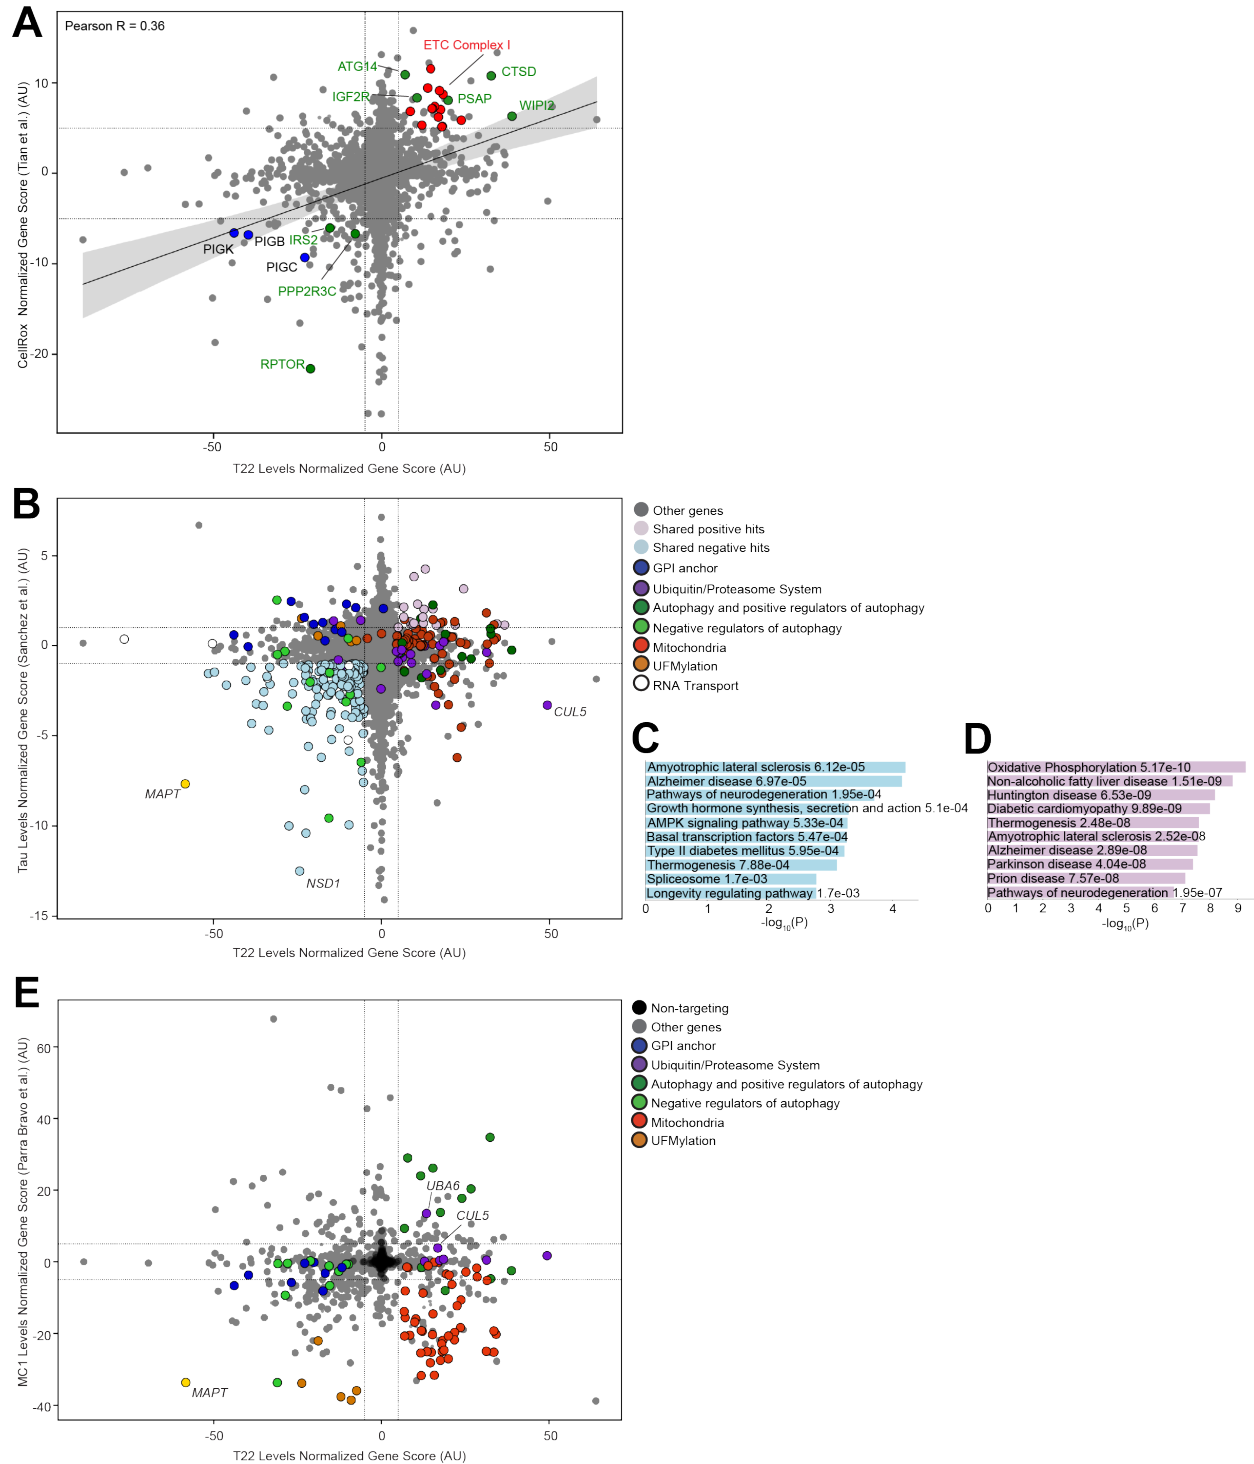 A
Pearson R = 0.36
ETC Complex I
ATG14
CTSD
IGF2R
PSAP
WIPI2
PIGK
PIGB
IRS2
PIGC
PPP2R3C
RPTOR
10
0
-10
-20
-50
0
50
CellRox Normalized Gene Score (Tian et al.) (AU)
T22 Levels Normalized Gene Score (AU)
B
5
0
-5
-10
-15
-50
0
50
Tau Levels Normalized Gene Score (Sanchez et al.) (AU)
T22 Levels Normalized Gene Score (AU)
CUL5
MAPT
NSD1
Other genes
Shared positive hits
Shared negative hits
GPI anchor
Ubiquitin/Proteasome System
Autophagy and positive regulators of autophagy
Negative regulators of autophagy
Mitochondria
UFMylation
RNA Transport
C
Amyotrophic lateral sclerosis 6.12e-05
Alzheimer disease 6.97e-05
Pathways of neurodegeneration 1.95e-04
Growth hormone synthesis, secretion and action 5.1e-04
AMPK signaling pathway 5.33e-04
Basal transcription factors 5.47e-04
Type II diabetes mellitus 5.95e-04
Thermogenesis 7.88e-04
Spliceosome 1.7e-03
Longevity regulating pathway 1.7e-03
0 1 2 3 4
-log10(P)
D
Oxidative Phosphorylation 5.17e-10
Non-alcoholic fatty liver disease 1.51e-09
Huntington disease 6.53e-09
Diabetic cardiomyopathy 9.89e-09
Thermogenesis 2.48e-08
Amyotrophic lateral sclerosis 2.52e-08
Alzheimer disease 2.89e-08
Parkinson disease 4.04e-08
Prion disease 7.57e-08
Pathways of neurodegeneration 1.95e-07
0 1 2 3 4 5 6 7 8 9
-log10(P)
E
60
40
20
0
-20
-40
-50
0
50
MC1 Levels Normalized Gene Score (Parra Bravo et al.) (AU)
T22 Levels Normalized Gene Score (AU)
UBA6
CUL5
MAPT
Non-targeting
Other genes
GPI anchor
Ubiquitin/Proteasome System
Autophagy and positive regulators of autophagy
Negative regulators of autophagy
Mitochondria
UFMylation